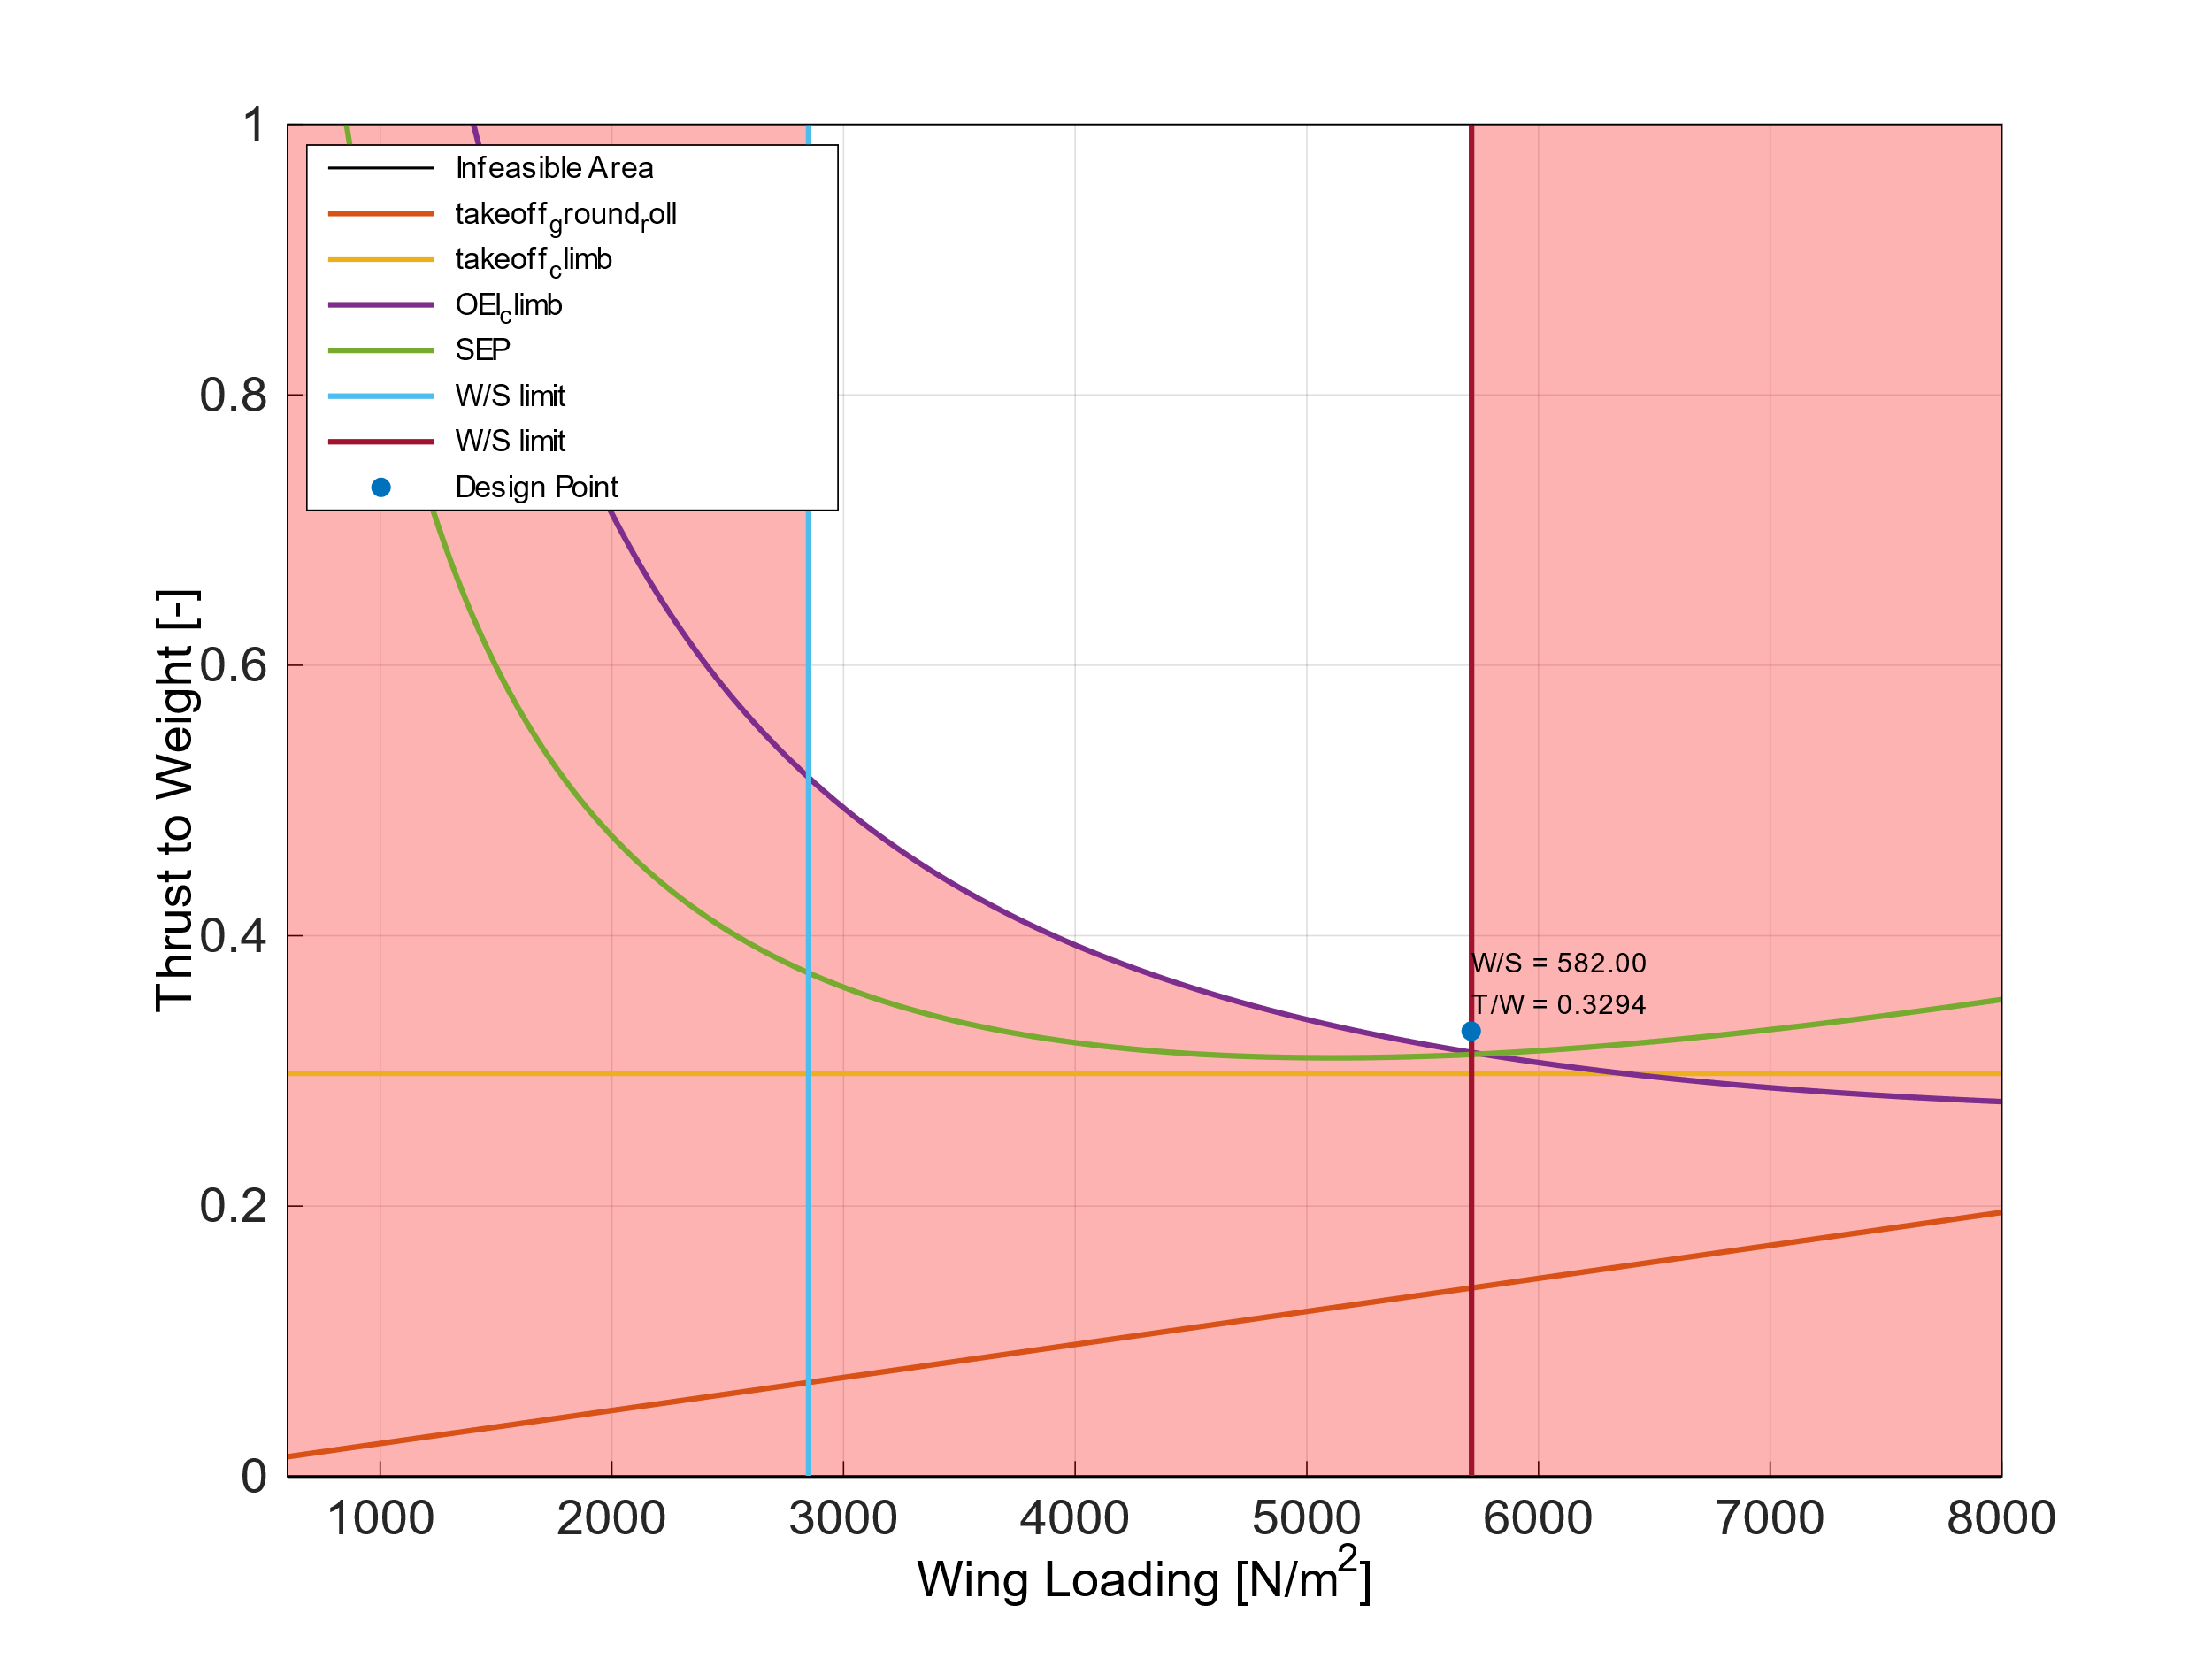 1
0.8
0.6
0.4
0.2
0
Thrust to Weight [-]
Infeasible Area
takeoff_ground_roll
takeoff_climb
OEI_climb
SEP
W/S limit
W/S limit
Design Point
W/S = 582.00
T/W = 0.3294
1000 2000 3000 4000 5000 6000 7000 8000
Wing Loading [N/m²]